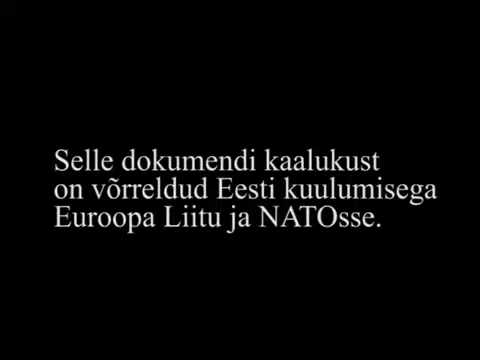 Selle dokumendi kaalukust
on võrreldud Eesti kuulumisega
Euroopa Liitu ja NATOsse.